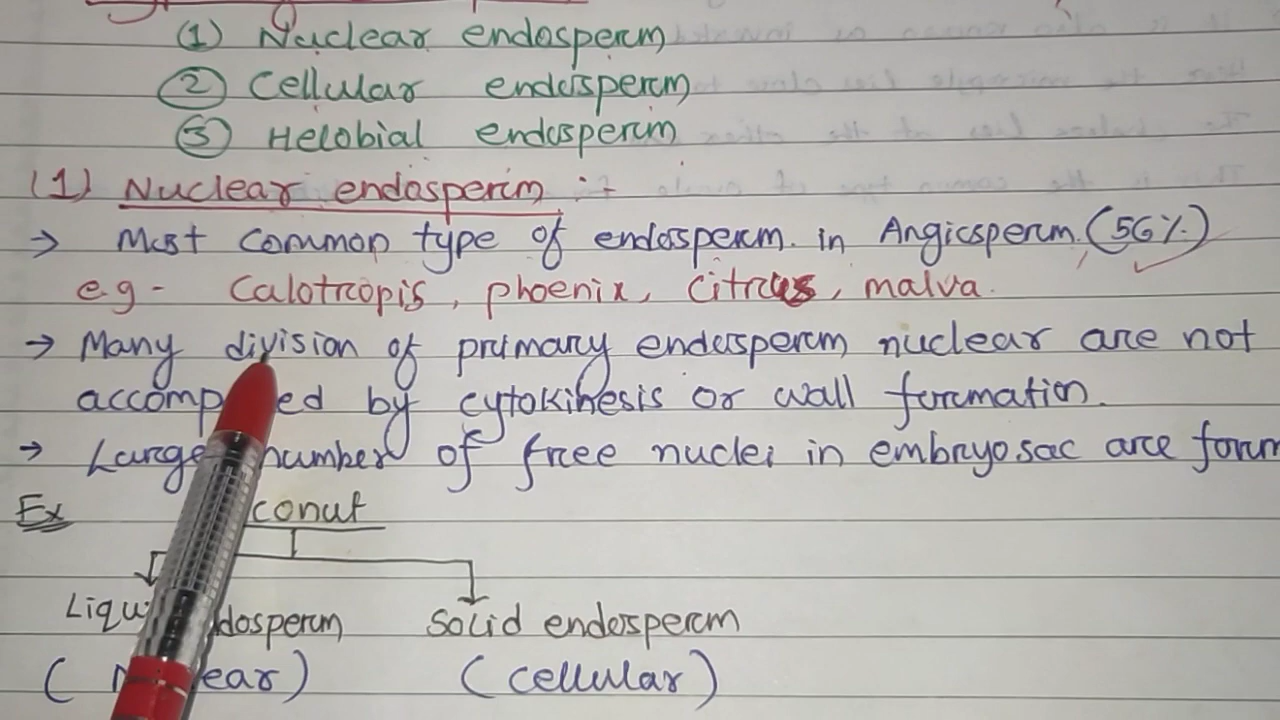 (1) Nuclear endosperm
(2) Cellular endosperm
(3) Helobial endosperm
(1) Nuclear endosperm :-
→ Most common type of endosperm in Angiosperm. (56%)
e.g - Calotropis, phoenix, citrus, malva.
→ Many division of primary endosperm nuclear are not
accomp ed by cytokinesis or wall formation.
→ Large number of free nuclei in embryosac are form
Ex conut
Liqu dosperm Solid endosperm
( N ear) (cellular)